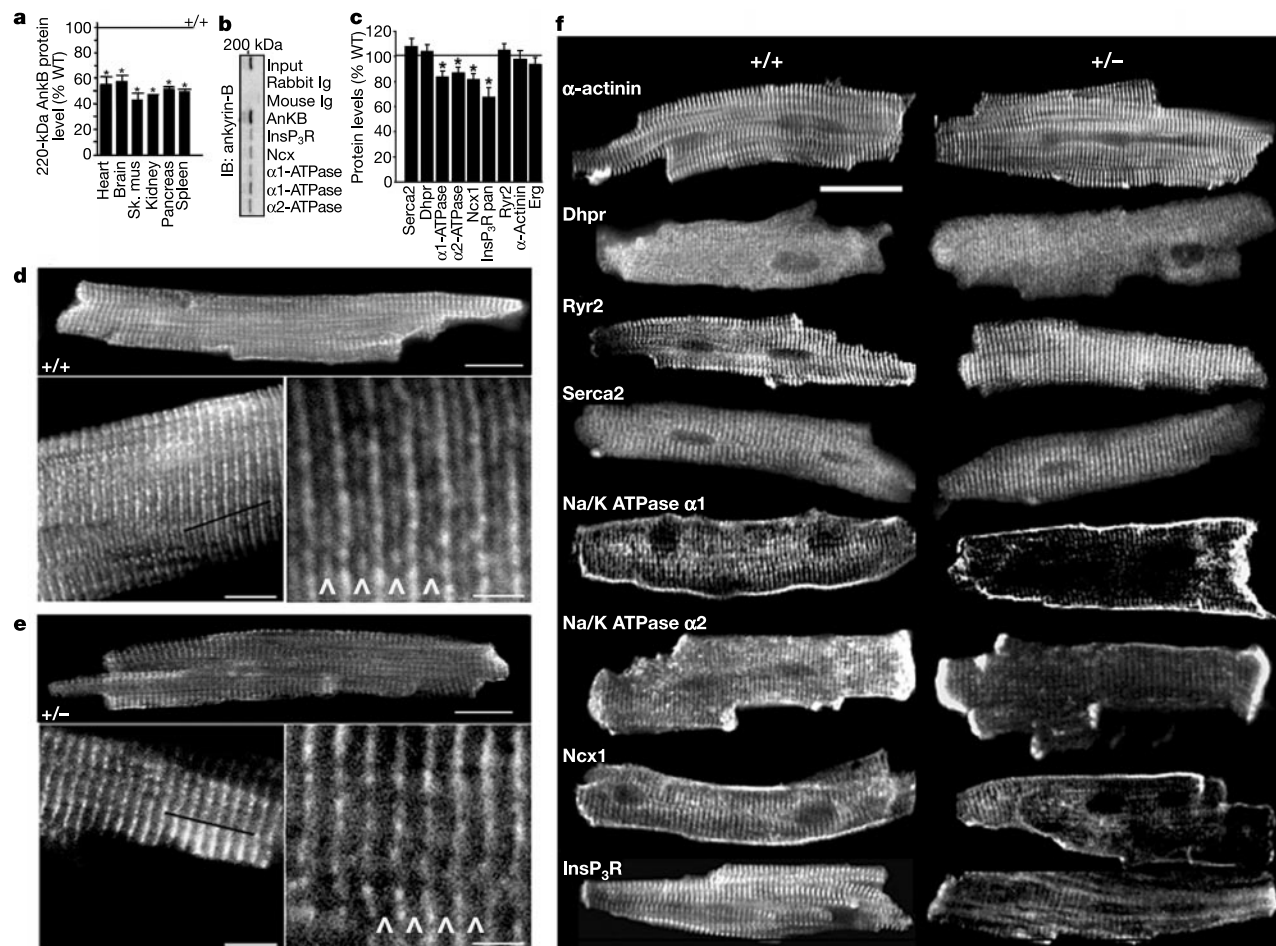 a
+/+
220-kDa AnkB protein
level (% WT)
100
80
60
40
20
0
* * * * * *
Heart
Brain
Sk. mus
Kidney
Pancreas
Spleen
b
200 kDa
IB: ankyrin-B
Input
Rabbit Ig
Mouse Ig
AnKB
InsP₃R
Ncx
α1-ATPase
α1-ATPase
α2-ATPase
c
Protein levels (% WT)
120
100
80
60
40
20
0
* * * *
Serca2
Dhpr
α1-ATPase
α2-ATPase
Ncx1
InsP₃R pan
Ryr2
α-Actinin
Erg
d
+/+
^ ^ ^ ^
e
+/−
^ ^ ^ ^
f
+/+ +/−
α-actinin
Dhpr
Ryr2
Serca2
Na/K ATPase α1
Na/K ATPase α2
Ncx1
InsP₃R